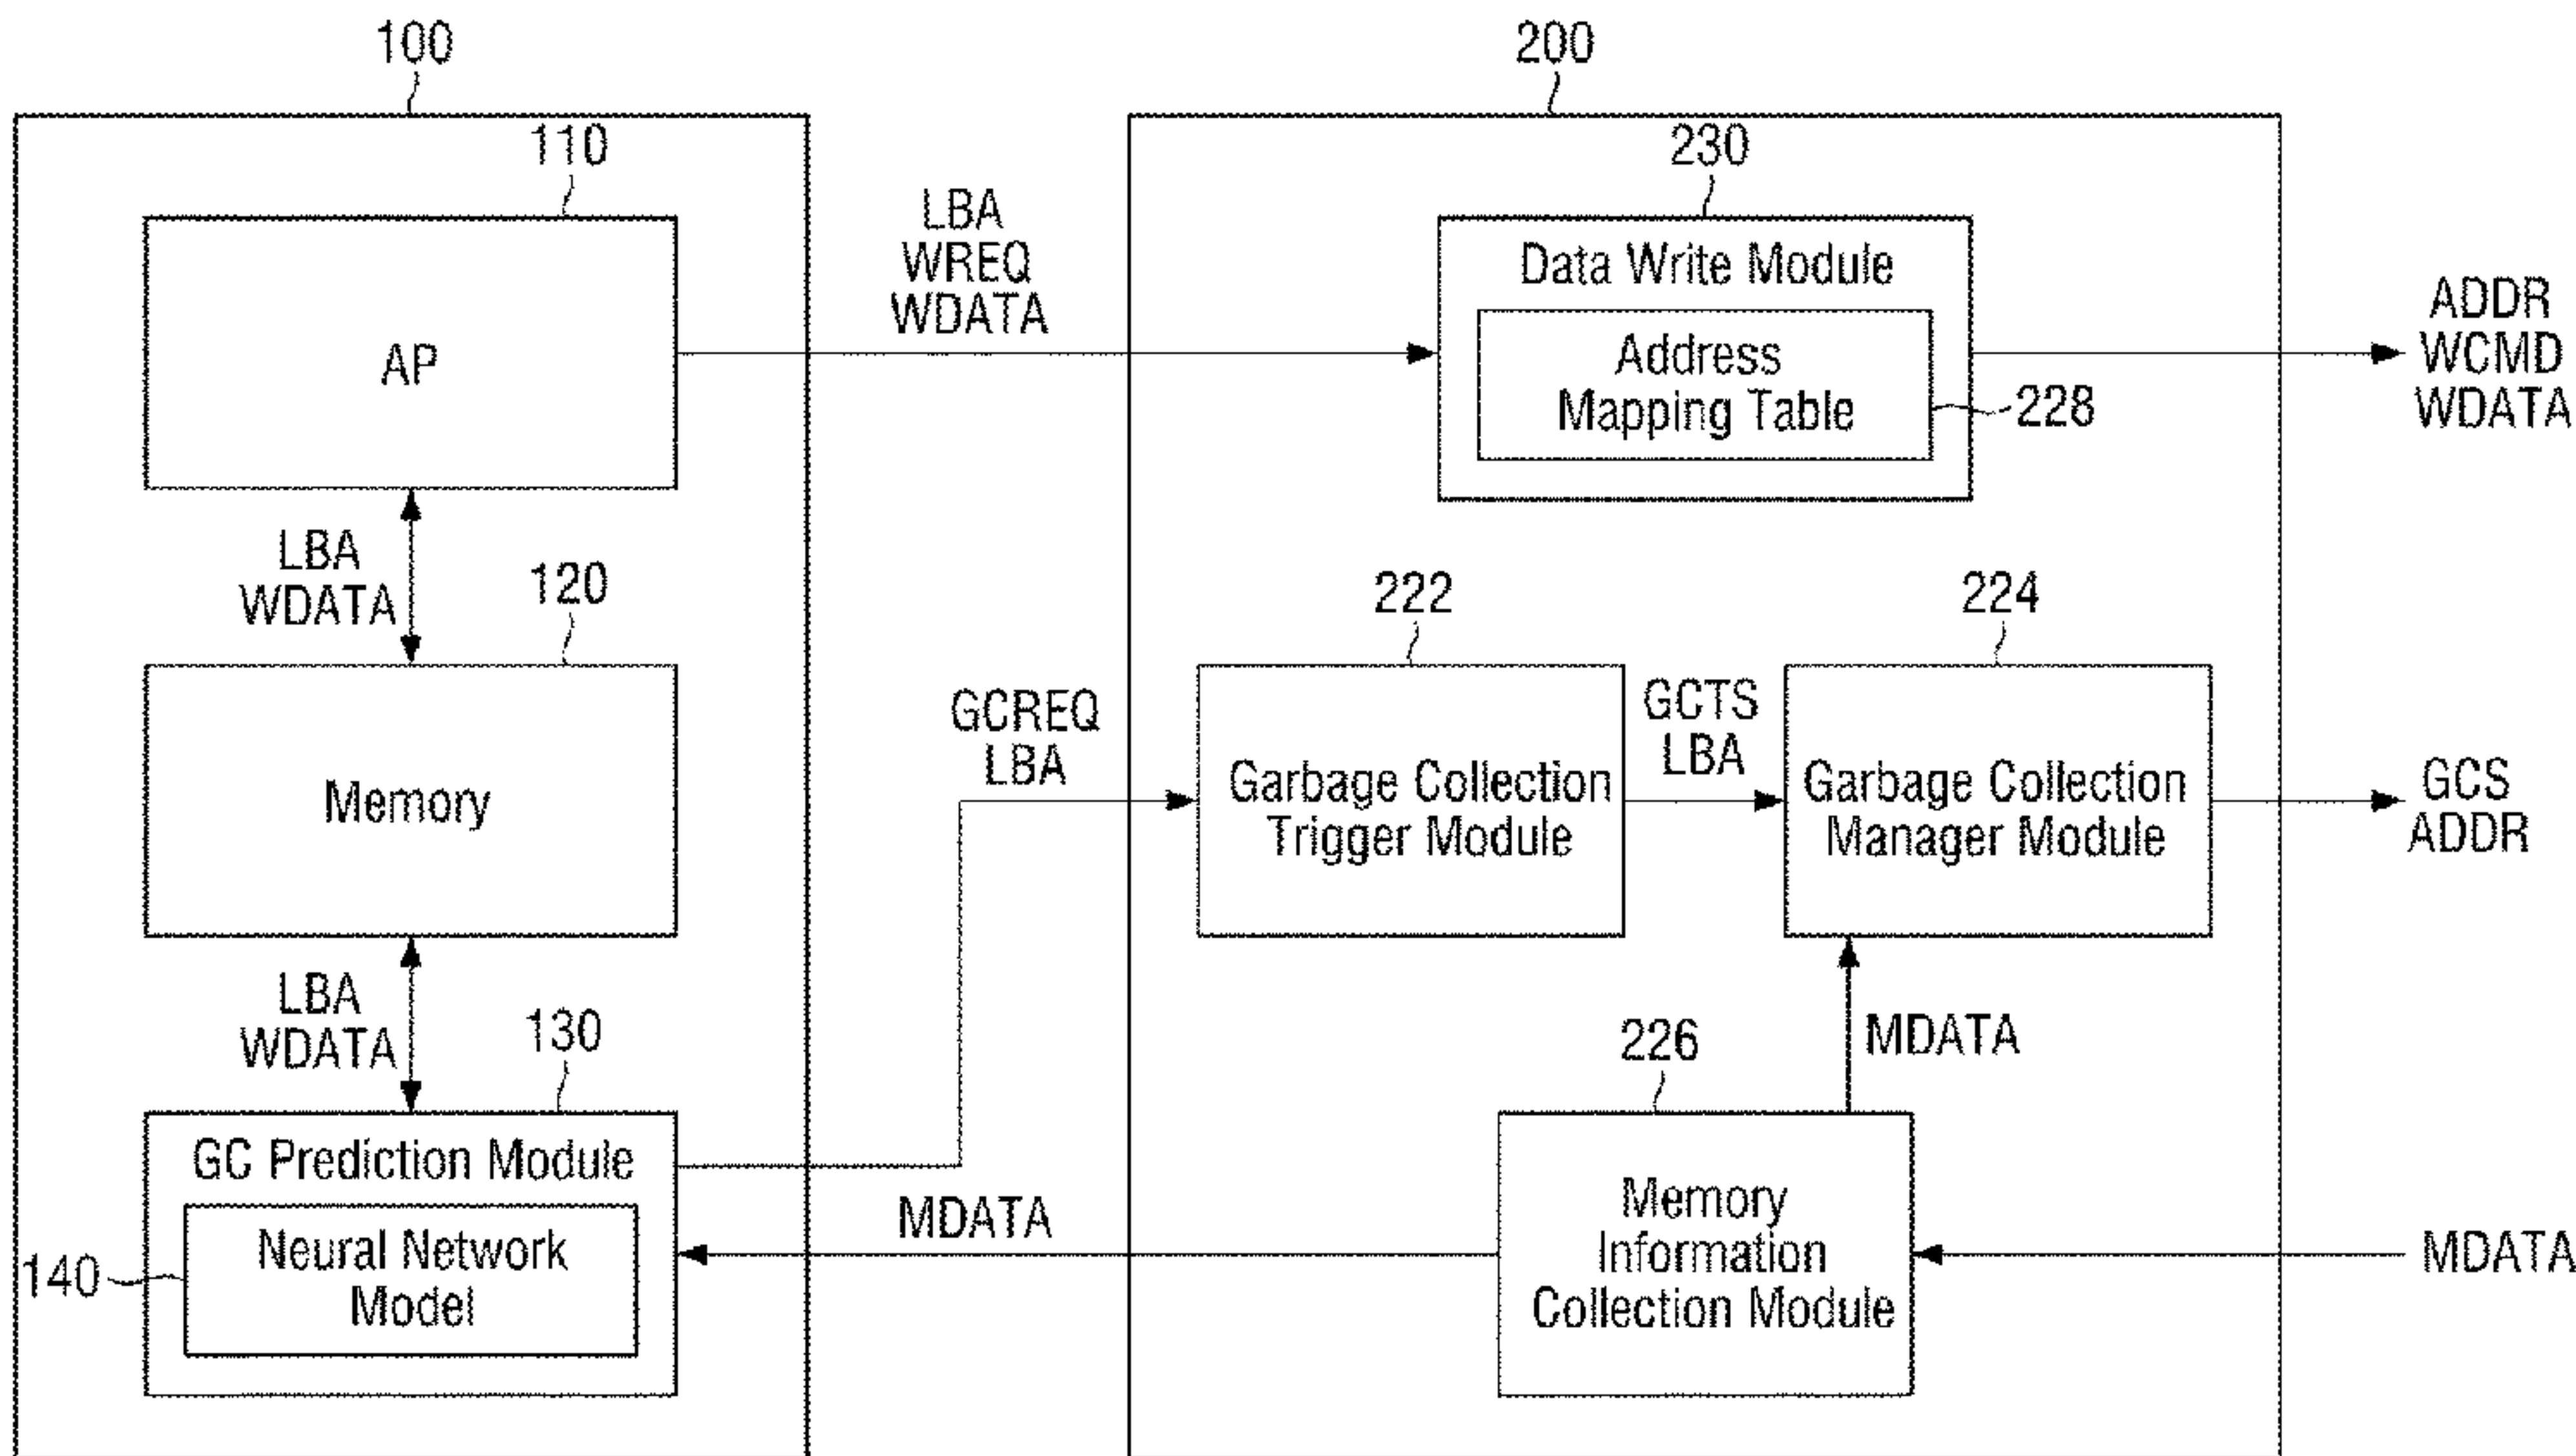 100
200
110
230
LBA
WREQ
WDATA
Data Write Module
AP
Address
Mapping Table
228
ADDR
WCMD
WDATA
LBA
WDATA
120
222
224
Memory
GCREQ
LBA
Garbage Collection
Trigger Module
GCTS
LBA
Garbage Collection
Manager Module
GCS
ADDR
LBA
WDATA
130
226
MDATA
GC Prediction Module
Neural Network
Model
140
MDATA
Memory
Information
Collection Module
MDATA